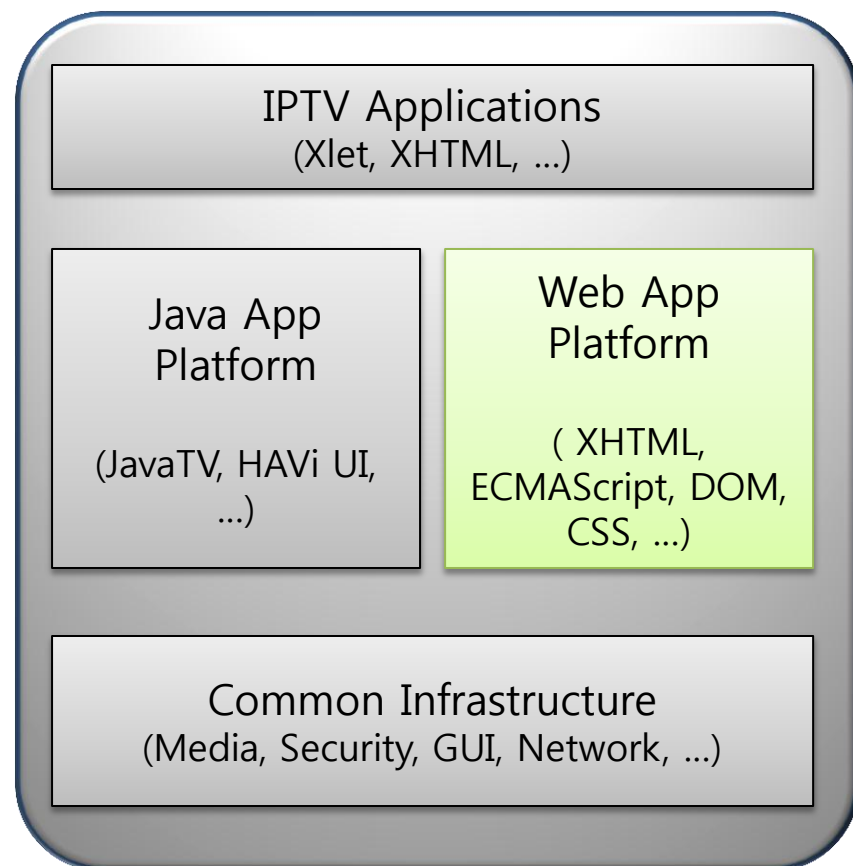 IPTV Applications
(Xlet, XHTML, ...)
Java App
Platform
(JavaTV, HAVi UI,
...)
Web App
Platform
( XHTML,
ECMAScript, DOM,
CSS, ...)
Common Infrastructure
(Media, Security, GUI, Network, ...)